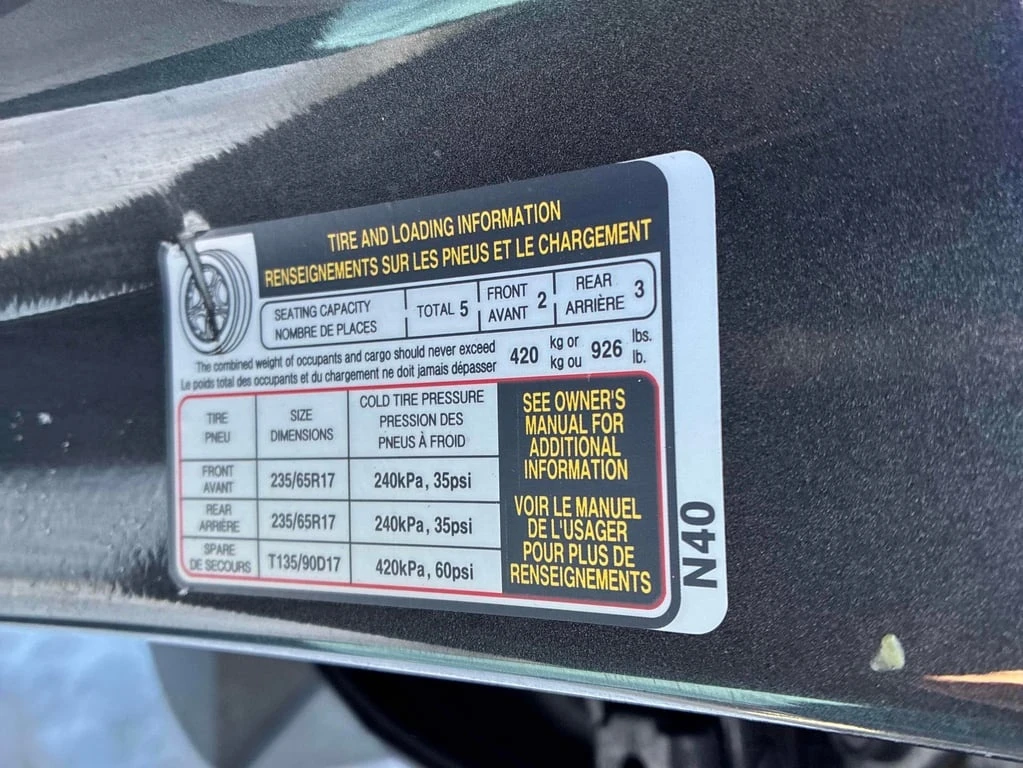 TIRE AND LOADING INFORMATION
RENSEIGNEMENTS SUR LES PNEUS ET LE CHARGEMENT
SEATING CAPACITY
NOMBRE DE PLACES
TOTAL 5
FRONT
AVANT
2
REAR
ARRIÈRE
3
The combined weight of occupants and cargo should never exceed
Le poids total des occupants et du chargement ne doit jamais dépasser
420
kg or
kg ou
926
lbs.
lb.
TIRE
PNEU
SIZE
DIMENSIONS
COLD TIRE PRESSURE
PRESSION DES
PNEUS À FROID
FRONT
AVANT
235/65R17
240kPa, 35psi
REAR
ARRIÈRE
235/65R17
240kPa, 35psi
SPARE
DE SECOURS
T135/90D17
420kPa, 60psi
SEE OWNER'S
MANUAL FOR
ADDITIONAL
INFORMATION
VOIR LE MANUEL
DE L'USAGER
POUR PLUS DE
RENSEIGNEMENTS
N40